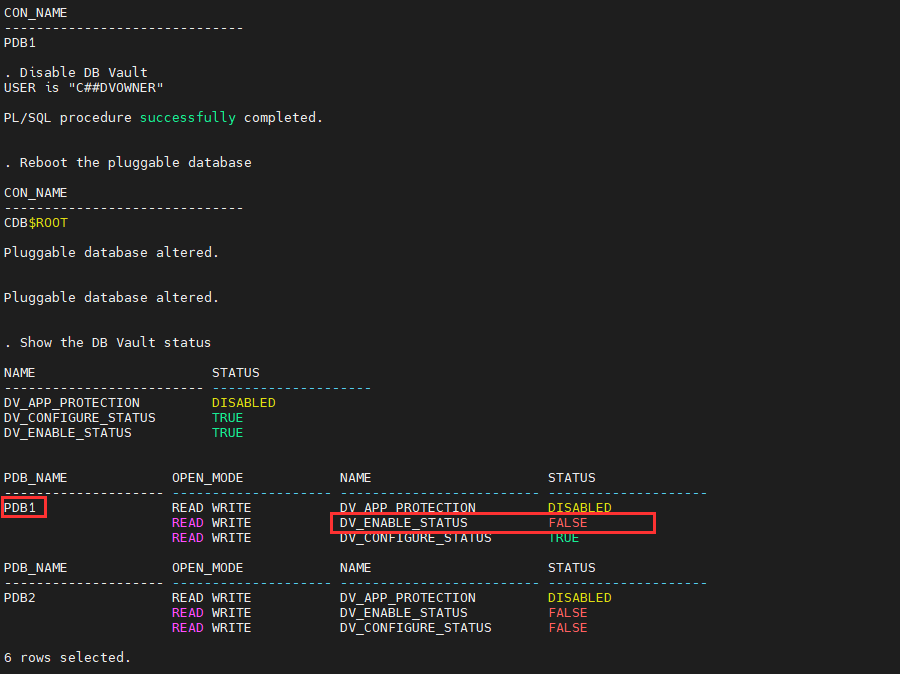 CON_NAME
------------------------------
PDB1
. Disable DB Vault
USER is "C##DVOWNER"
PL/SQL procedure successfully completed.
. Reboot the pluggable database
CON_NAME
------------------------------
CDB$ROOT
Pluggable database altered.
Pluggable database altered.
. Show the DB Vault status
NAME                      STATUS
------------------------- --------------------
DV_APP_PROTECTION         DISABLED
DV_CONFIGURE_STATUS       TRUE
DV_ENABLE_STATUS          TRUE
PDB_NAME             OPEN_MODE            NAME                      STATUS
-------------------- -------------------- ------------------------- --------------------
PDB1                 READ WRITE           DV_APP_PROTECTION         DISABLED
                     READ WRITE           DV_ENABLE_STATUS          FALSE
                     READ WRITE           DV_CONFIGURE_STATUS       TRUE
PDB_NAME             OPEN_MODE            NAME                      STATUS
-------------------- -------------------- ------------------------- --------------------
PDB2                 READ WRITE           DV_APP_PROTECTION         DISABLED
                     READ WRITE           DV_ENABLE_STATUS          FALSE
                     READ WRITE           DV_CONFIGURE_STATUS       FALSE
6 rows selected.